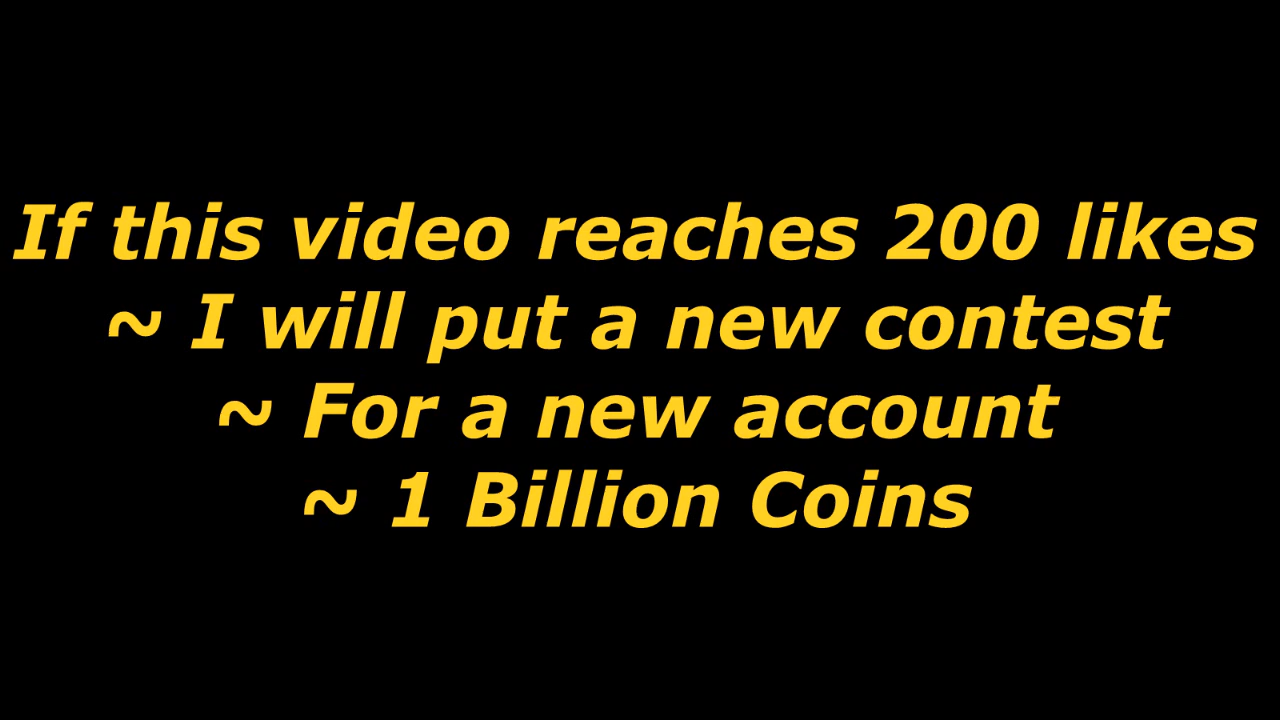 If this video reaches 200 likes
~ I will put a new contest
~ For a new account
~ 1 Billion Coins